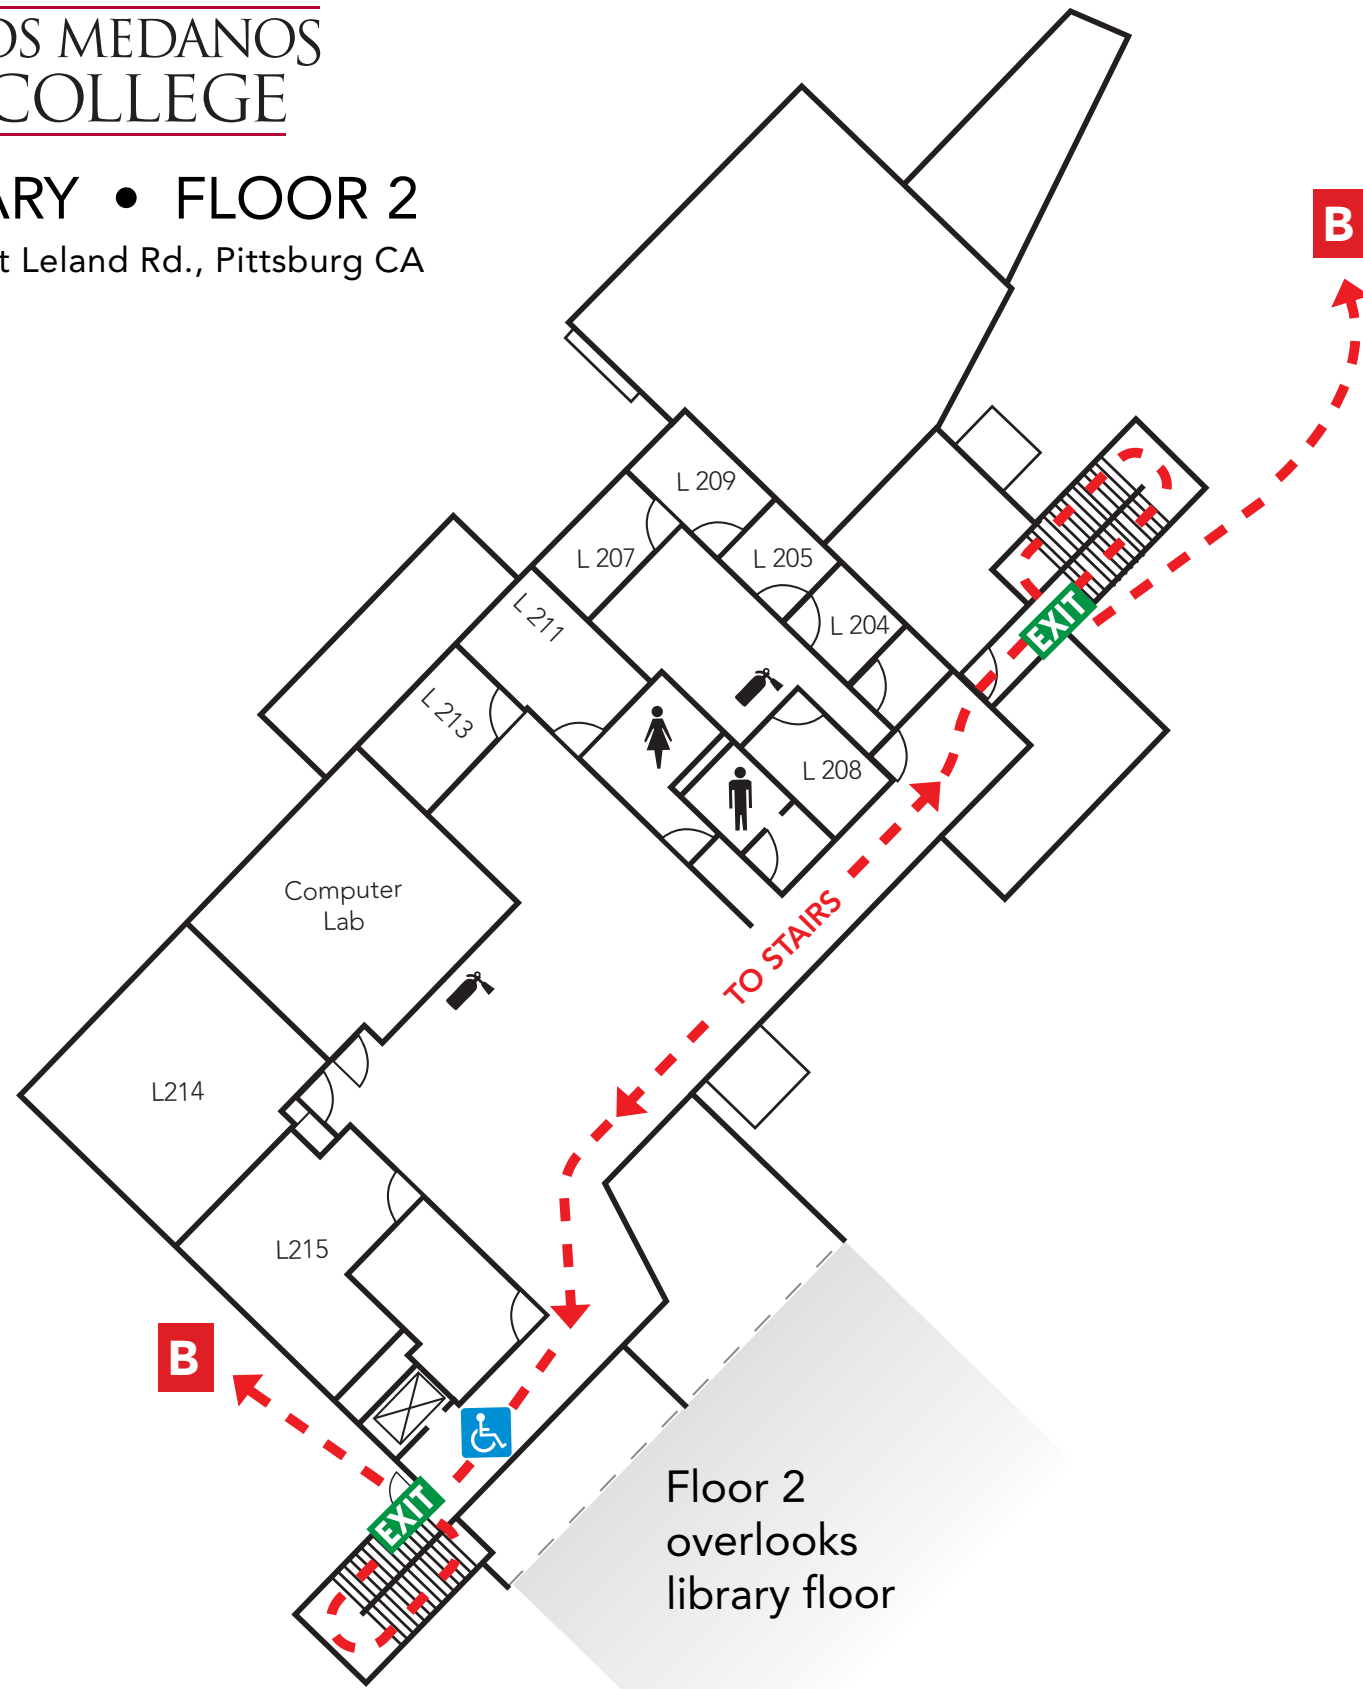 OS MEDANOS
COLLEGE
ARY • FLOOR 2
t Leland Rd., Pittsburg CA
B
L 209
L 207
L 205
L 211
L 204
EXIT
L 213
L 208
Computer
Lab
TO STAIRS
L214
L215
B
EXIT
Floor 2
overlooks
library floor